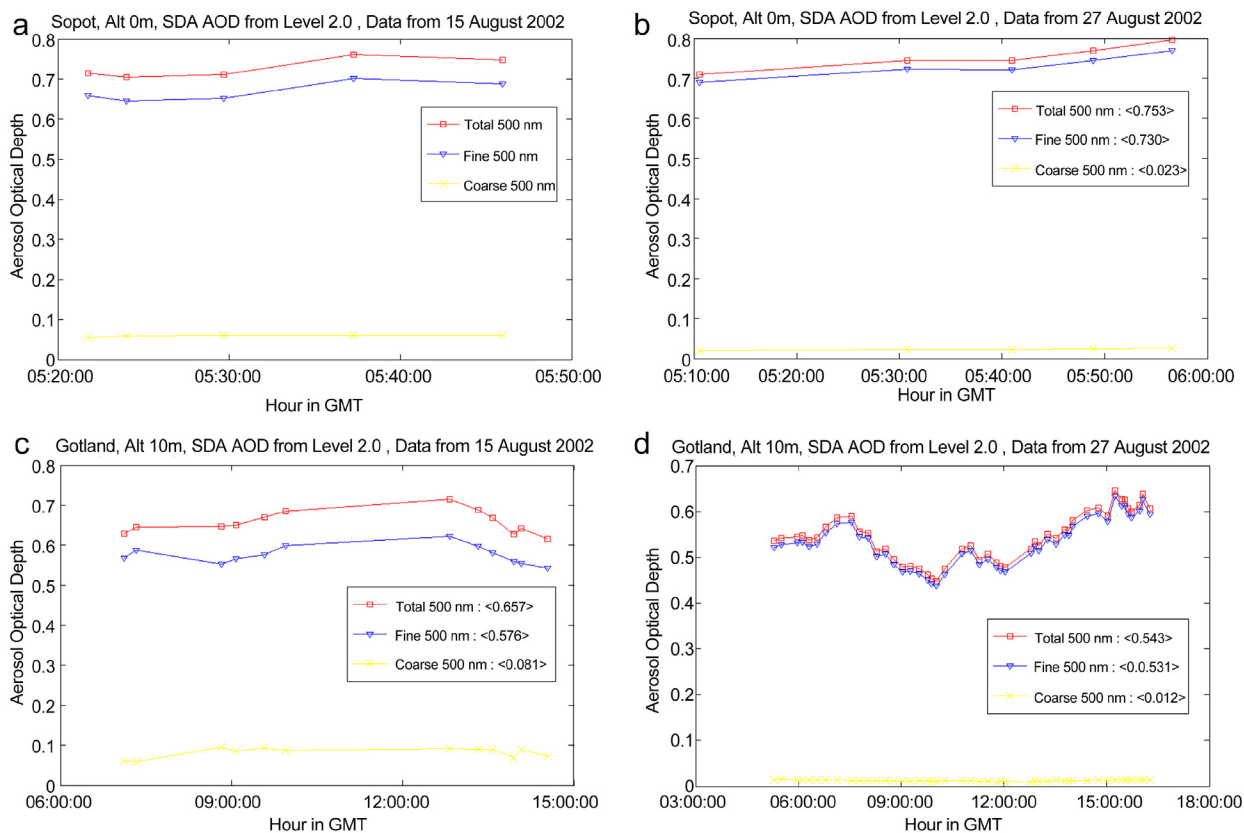 a
Sopot, Alt 0m, SDA AOD from Level 2.0 , Data from 15 August 2002
0.8
0.7
0.6
0.5
0.4
0.3
0.2
0.1
0
Aerosol Optical Depth
Total 500 nm
Fine 500 nm
Coarse 500 nm
05:20:00 05:30:00 05:40:00 05:50:00
Hour in GMT
b
Sopot, Alt 0m, SDA AOD from Level 2.0 , Data from 27 August 2002
0.8
0.7
0.6
0.5
0.4
0.3
0.2
0.1
0
Aerosol Optical Depth
Total 500 nm : <0.753>
Fine 500 nm : <0.730>
Coarse 500 nm : <0.023>
05:10:00 05:20:00 05:30:00 05:40:00 05:50:00 06:00:00
Hour in GMT
c
Gotland, Alt 10m, SDA AOD from Level 2.0 , Data from 15 August 2002
0.8
0.7
0.6
0.5
0.4
0.3
0.2
0.1
0
Aerosol Optical Depth
Total 500 nm : <0.657>
Fine 500 nm : <0.576>
Coarse 500 nm : <0.081>
06:00:00 09:00:00 12:00:00 15:00:00
Hour in GMT
d
Gotland, Alt 10m, SDA AOD from Level 2.0 , Data from 27 August 2002
0.7
0.6
0.5
0.4
0.3
0.2
0.1
0
Aerosol Optical Depth
Total 500 nm : <0.543>
Fine 500 nm : <0.0.531>
Coarse 500 nm : <0.012>
03:00:00 06:00:00 09:00:00 12:00:00 15:00:00 18:00:00
Hour in GMT